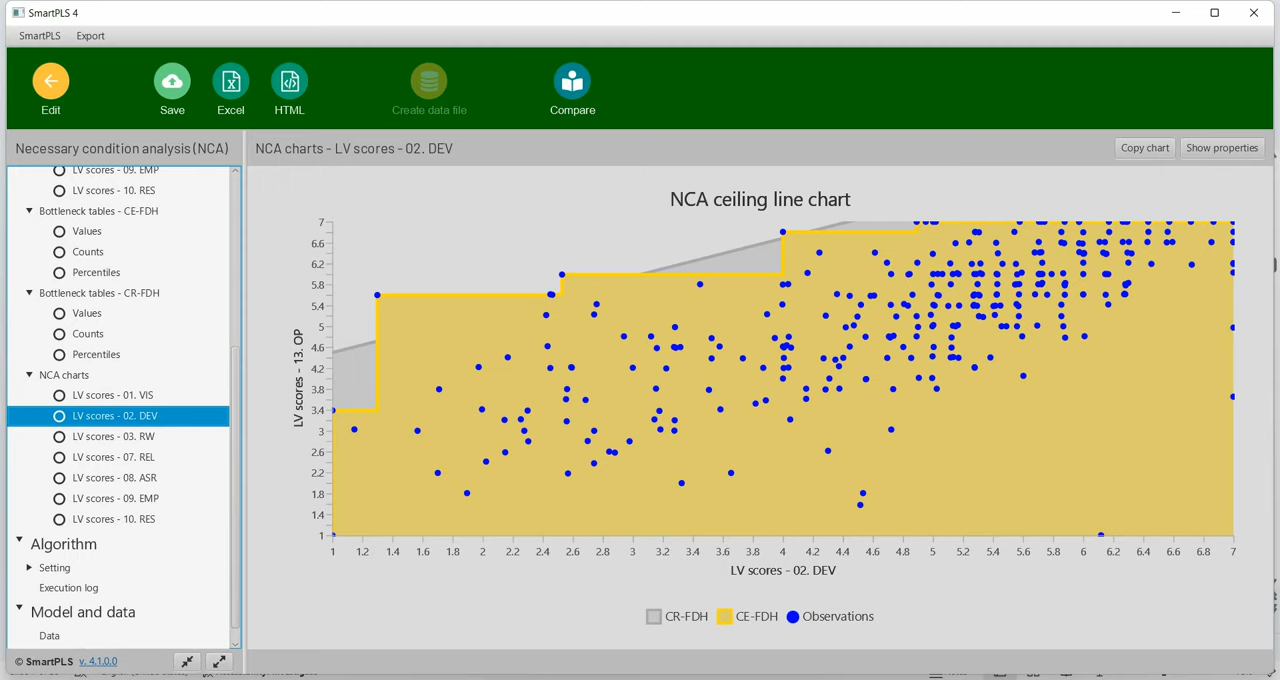 SmartPLS 4
SmartPLS Export
Edit Save Excel HTML Create data file Compare
Necessary condition analysis (NCA)
NCA charts - LV scores - 02. DEV
Copy chart Show properties
LV scores - 09. EMP
LV scores - 10. RES
Bottleneck tables - CE-FDH
Values
Counts
Percentiles
Bottleneck tables - CR-FDH
Values
Counts
Percentiles
NCA charts
LV scores - 01. VIS
LV scores - 02. DEV
LV scores - 03. RW
LV scores - 07. REL
LV scores - 08. ASR
LV scores - 09. EMP
LV scores - 10. RES
Algorithm
Setting
Execution log
Model and data
Data
© SmartPLS v. 4.1.0.0
NCA ceiling line chart
LV scores - 13. OP
7
6.6
6.2
5.8
5.4
5
4.6
4.2
3.8
3.4
3
2.6
2.2
1.8
1.4
1
1 1.2 1.4 1.6 1.8 2 2.2 2.4 2.6 2.8 3 3.2 3.4 3.6 3.8 4 4.2 4.4 4.6 4.8 5 5.2 5.4 5.6 5.8 6 6.2 6.4 6.6 6.8 7
LV scores - 02. DEV
CR-FDH CE-FDH Observations